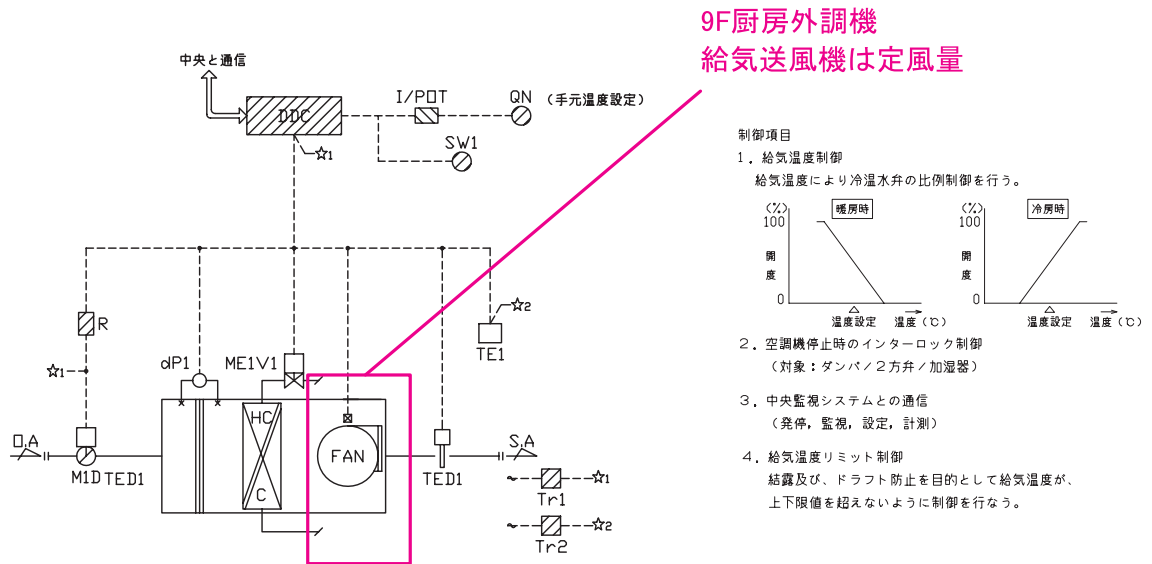 9F厨房外調機
給気送風機は定風量
中央と通信
DDC
I/POT
QN
(手元温度設定)
SW1
☆1
R
☆1
dP1
ME1V1
☆2
TE1
HC
C
FAN
O.A
M1D
TED1
TED1
S.A
~
Tr1
☆1
~
Tr2
☆2
制御項目
1. 給気温度制御
給気温度により冷温水弁の比例制御を行う。
(%)
100
暖房時
開
度
0
温度設定
温度(℃)
(%)
100
冷房時
開
度
0
温度設定
温度(℃)
2. 空調機停止時のインターロック制御
(対象:ダンパ/2方弁/加湿器)
3. 中央監視システムとの通信
(発停,監視,設定,計測)
4. 給気温度リミット制御
結露及び、ドラフト防止を目的として給気温度が、
上下限値を超えないように制御を行なう。